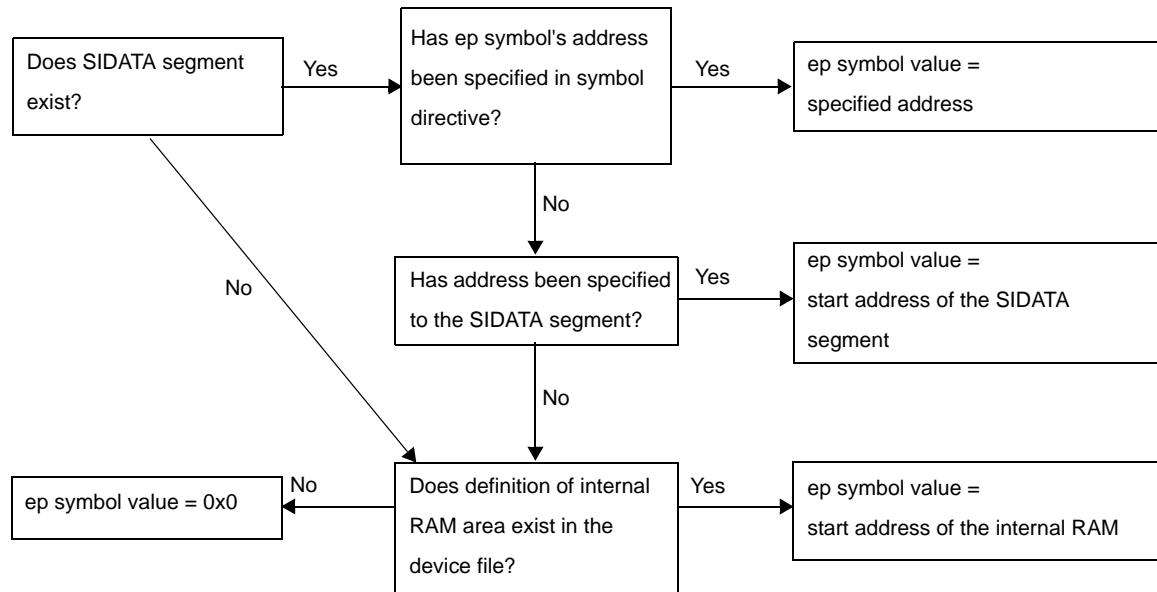 Does SIDATA segment
exist?
Yes
Has ep symbol's address
been specified in symbol
directive?
Yes
ep symbol value =
specified address
No
No
Has address been specified
to the SIDATA segment?
Yes
ep symbol value =
start address of the SIDATA
segment
No
ep symbol value = 0x0
No
Does definition of internal
RAM area exist in the
device file?
Yes
ep symbol value =
start address of the internal RAM